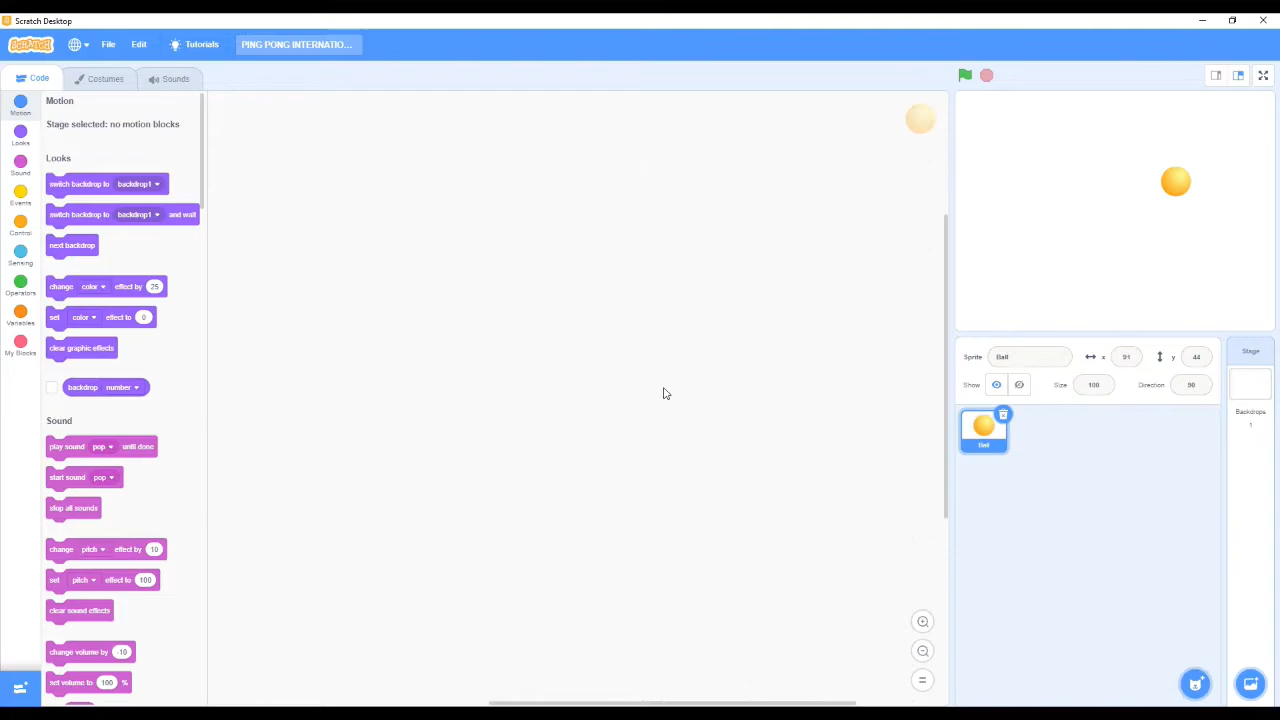 Scratch Desktop
SCRATCH
File
Edit
Tutorials
PING PONG INTERNATIO...
Code
Costumes
Sounds
Motion
Looks
Sound
Events
Control
Sensing
Operators
Variables
My Blocks
Motion
Stage selected: no motion blocks
Looks
switch backdrop to backdrop1
switch backdrop to backdrop1 and wait
next backdrop
change color effect by 25
set color effect to 0
clear graphic effects
backdrop number
Sound
play sound pop until done
start sound pop
stop all sounds
change pitch effect by 10
set pitch effect to 100
clear sound effects
change volume by -10
set volume to 100 %
Sprite Ball x 91 y 44
Show Size 100 Direction 90
Ball
Stage
Backdrops
1